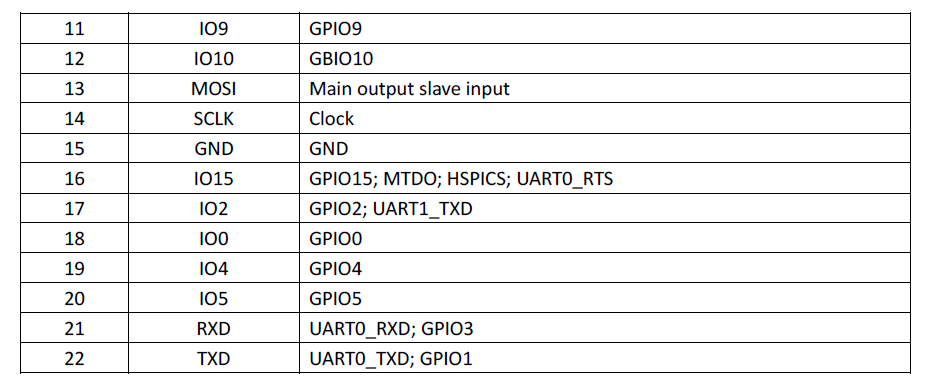 11 IO9 GPIO9
12 IO10 GBIO10
13 MOSI Main output slave input
14 SCLK Clock
15 GND GND
16 IO15 GPIO15; MTDO; HSPICS; UART0_RTS
17 IO2 GPIO2; UART1_TXD
18 IO0 GPIO0
19 IO4 GPIO4
20 IO5 GPIO5
21 RXD UART0_RXD; GPIO3
22 TXD UART0_TXD; GPIO1